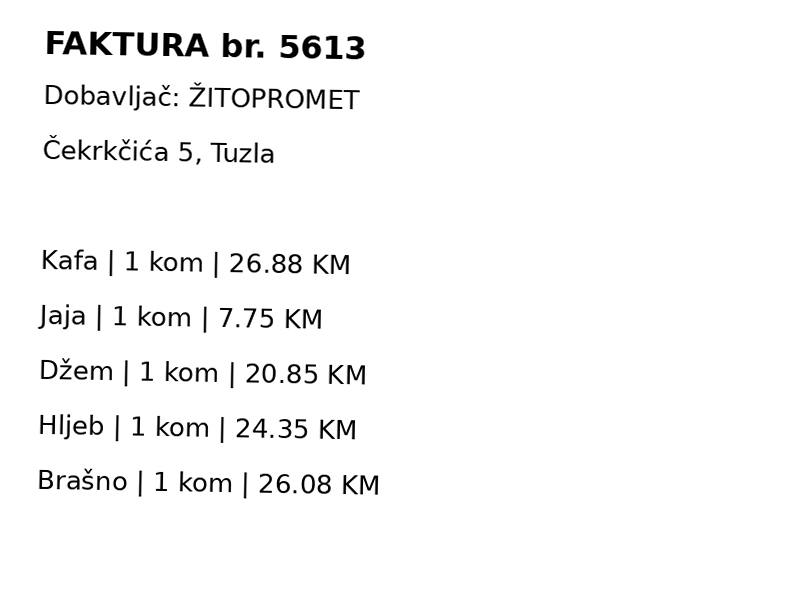 FAKTURA br. 5613
Dobavljač: ŽITOPROMET
Čekrkčića 5, Tuzla
Kafa | 1 kom | 26.88 KM
Jaja | 1 kom | 7.75 KM
Džem | 1 kom | 20.85 KM
Hljeb | 1 kom | 24.35 KM
Brašno | 1 kom | 26.08 KM